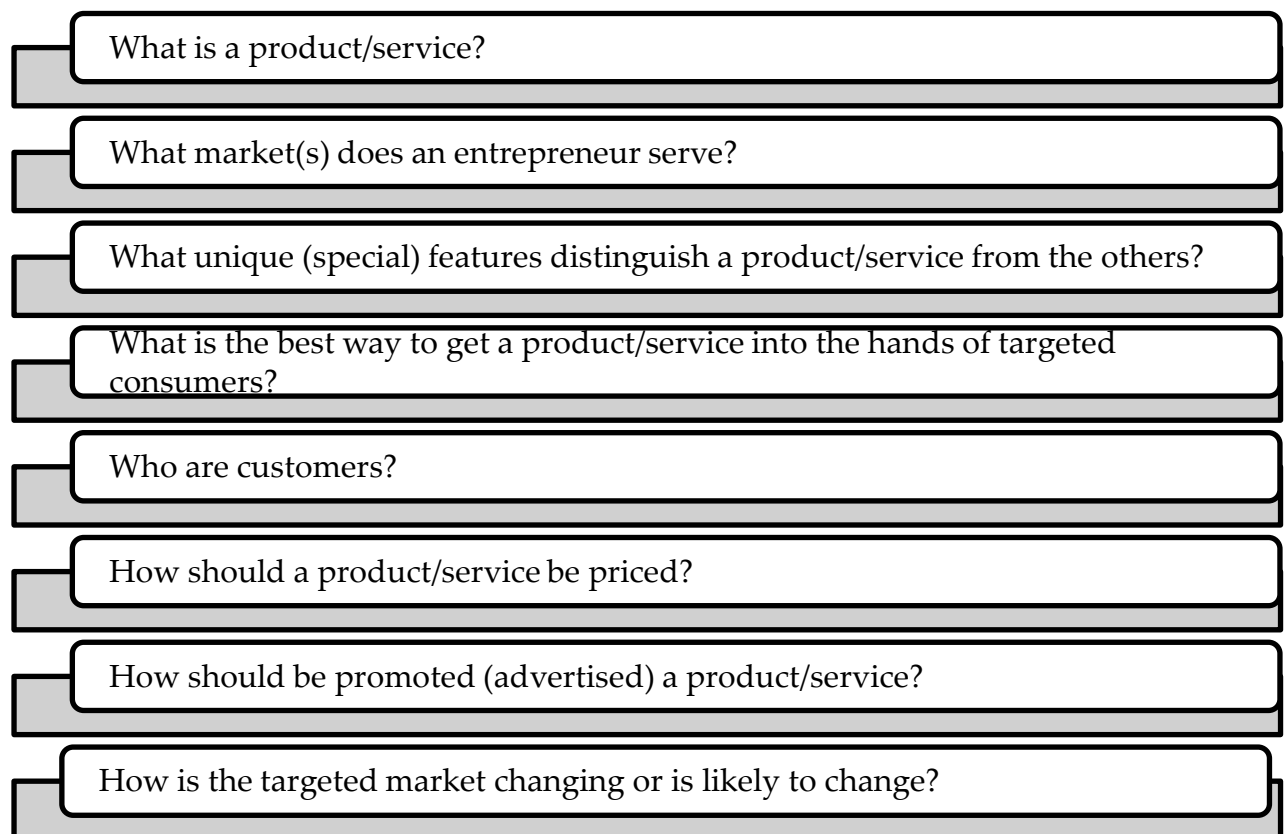 What is a product/service?
What market(s) does an entrepreneur serve?
What unique (special) features distinguish a product/service from the others?
What is the best way to get a product/service into the hands of targeted
consumers?
Who are customers?
How should a product/service be priced?
How should be promoted (advertised) a product/service?
How is the targeted market changing or is likely to change?